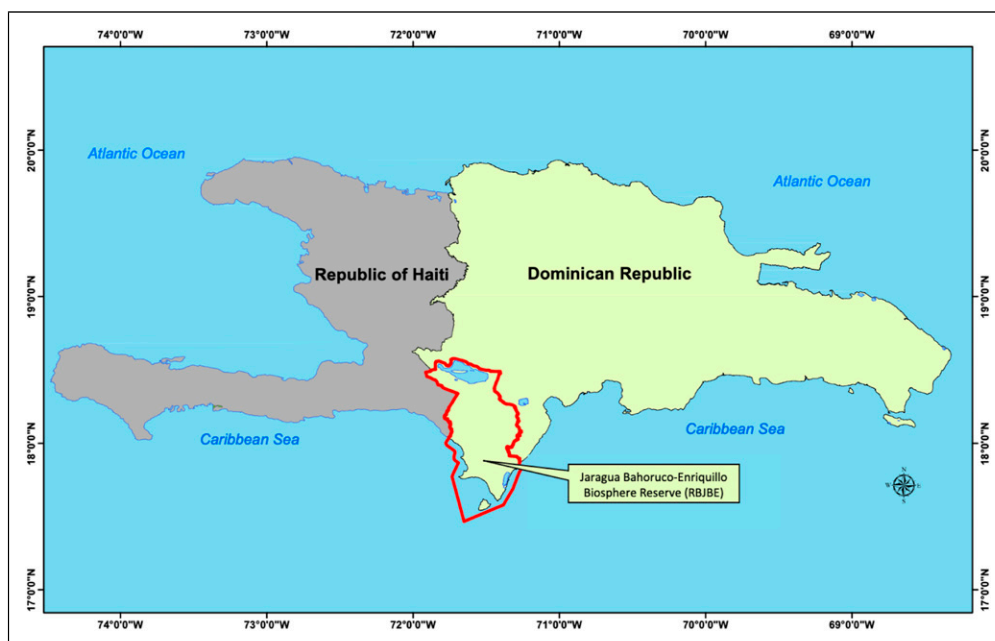 74°0'0"W 73°0'0"W 72°0'0"W 71°0'0"W 70°0'0"W 69°0'0"W
20°0'0"N
20°0'0"N
Atlantic Ocean
Atlantic Ocean
Republic of Haiti
Dominican Republic
19°0'0"N
19°0'0"N
Caribbean Sea
Caribbean Sea
18°0'0"N
18°0'0"N
Jaragua Bahoruco-Enriquillo
Biosphere Reserve (RBJBE)
N
W E
S
17°0'0"N
17°0'0"N
74°0'0"W 73°0'0"W 72°0'0"W 71°0'0"W 70°0'0"W 69°0'0"W